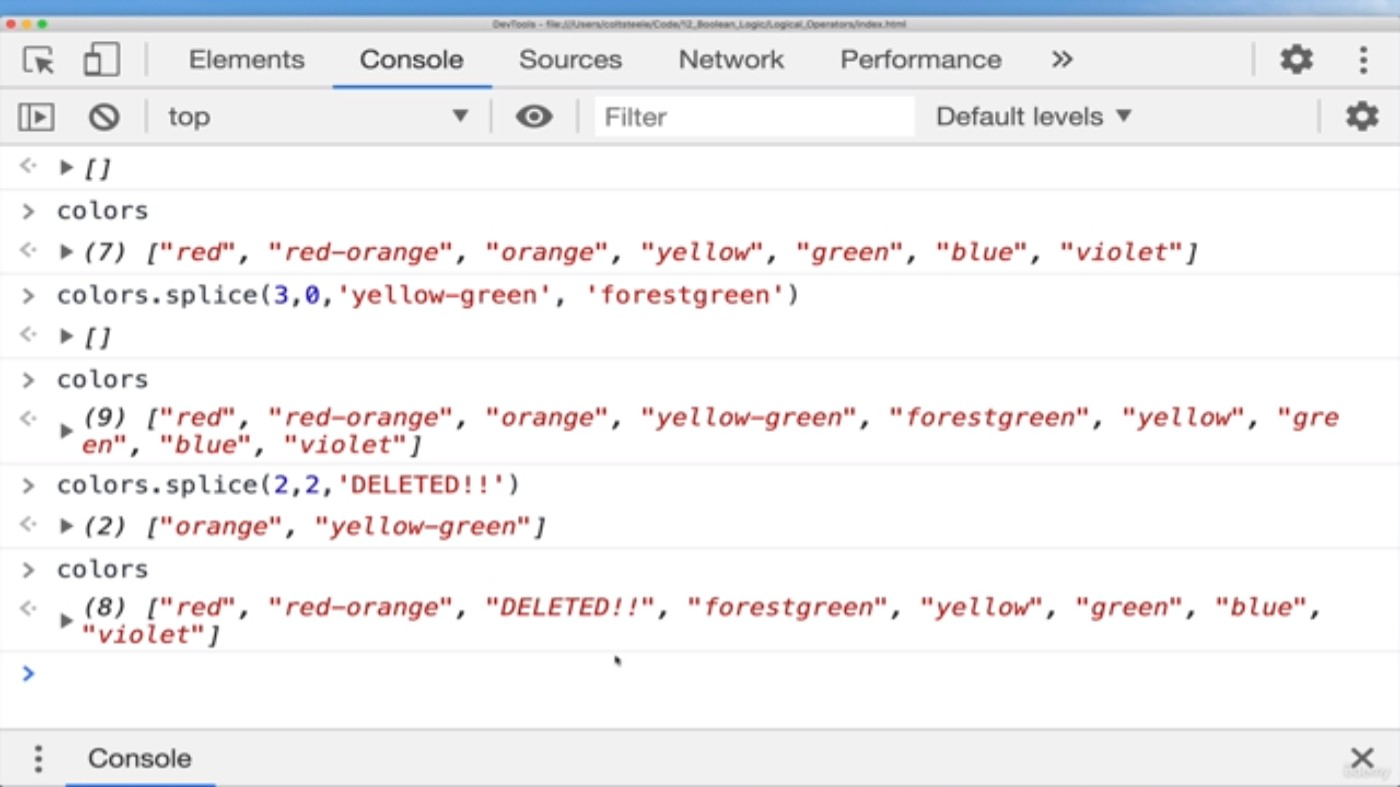 DevTools - file:///Users/coltsteele/Code/12_Boolean_Logic/Logical_Operators/index.html
Elements Console Sources Network Performance »
top ▼ Filter Default levels ▼
[]
> colors
(7) ["red", "red-orange", "orange", "yellow", "green", "blue", "violet"]
> colors.splice(3,0,'yellow-green', 'forestgreen')
[]
> colors
(9) ["red", "red-orange", "orange", "yellow-green", "forestgreen", "yellow", "gre
en", "blue", "violet"]
> colors.splice(2,2,'DELETED!!')
(2) ["orange", "yellow-green"]
> colors
(8) ["red", "red-orange", "DELETED!!", "forestgreen", "yellow", "green", "blue",
"violet"]
>
Console
udemy